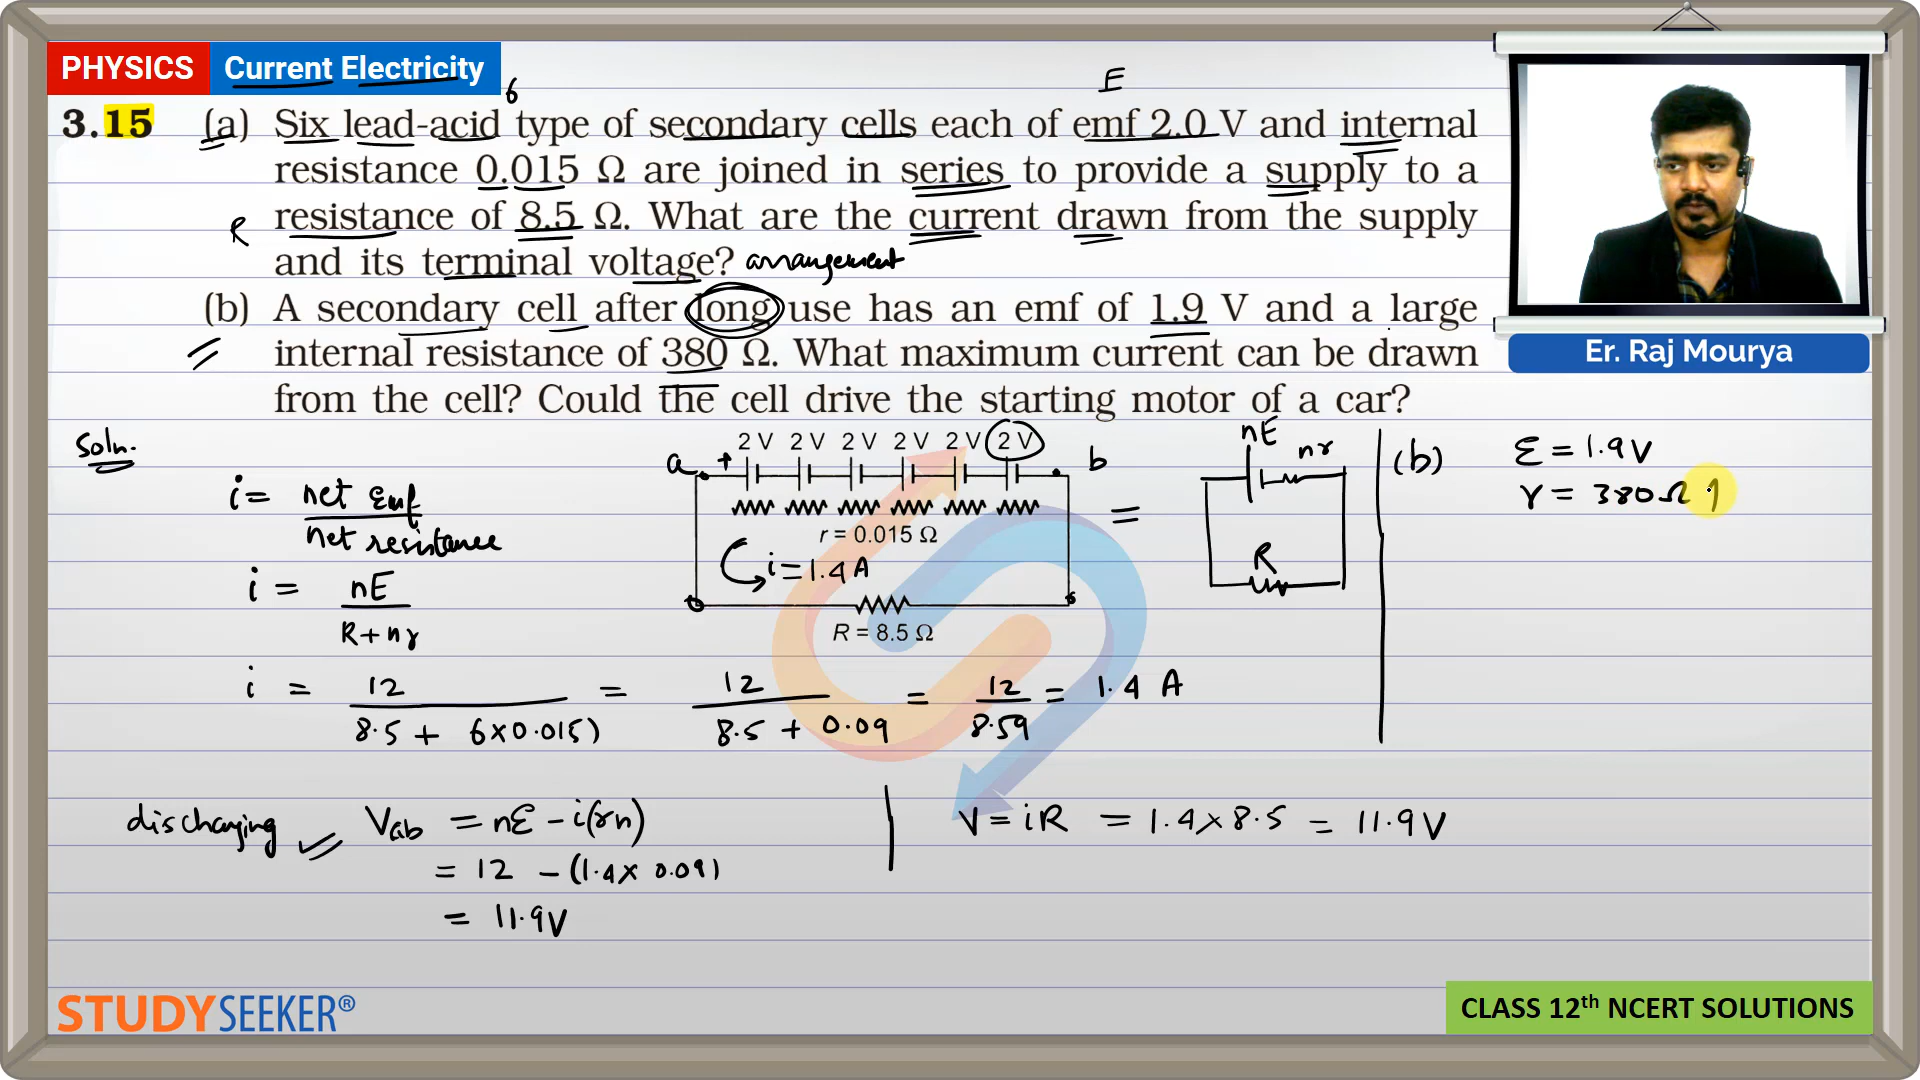 PHYSICS Current Electricity
6
E
3.15 (a) Six lead-acid type of secondary cells each of emf 2.0 V and internal
resistance 0.015 Ω are joined in series to provide a supply to a
R resistance of 8.5 Ω. What are the current drawn from the supply
and its terminal voltage? arrangement
(b) A secondary cell after long use has an emf of 1.9 V and a large
internal resistance of 380 Ω. What maximum current can be drawn
from the cell? Could the cell drive the starting motor of a car?
Er. Raj Mourya
Soln.
i = net Emf / net resistance
i = nE / R + nr
i = 12 / 8.5 + 6×0.015) = 12 / 8.5 + 0.09 = 12 / 8.59 = 1.4 A
2 V 2 V 2 V 2 V 2 V 2 V
a + b
r = 0.015 Ω
i = 1.4 A
R = 8.5 Ω
=
nE
nr
R
(b) Ɛ = 1.9 V
r = 380 Ω ↑
discharging Vab = nƐ - i(rn)
= 12 - (1.4 × 0.09)
= 11.9 V
V = iR = 1.4 × 8.5 = 11.9 V
STUDYSEEKER®
CLASS 12th NCERT SOLUTIONS